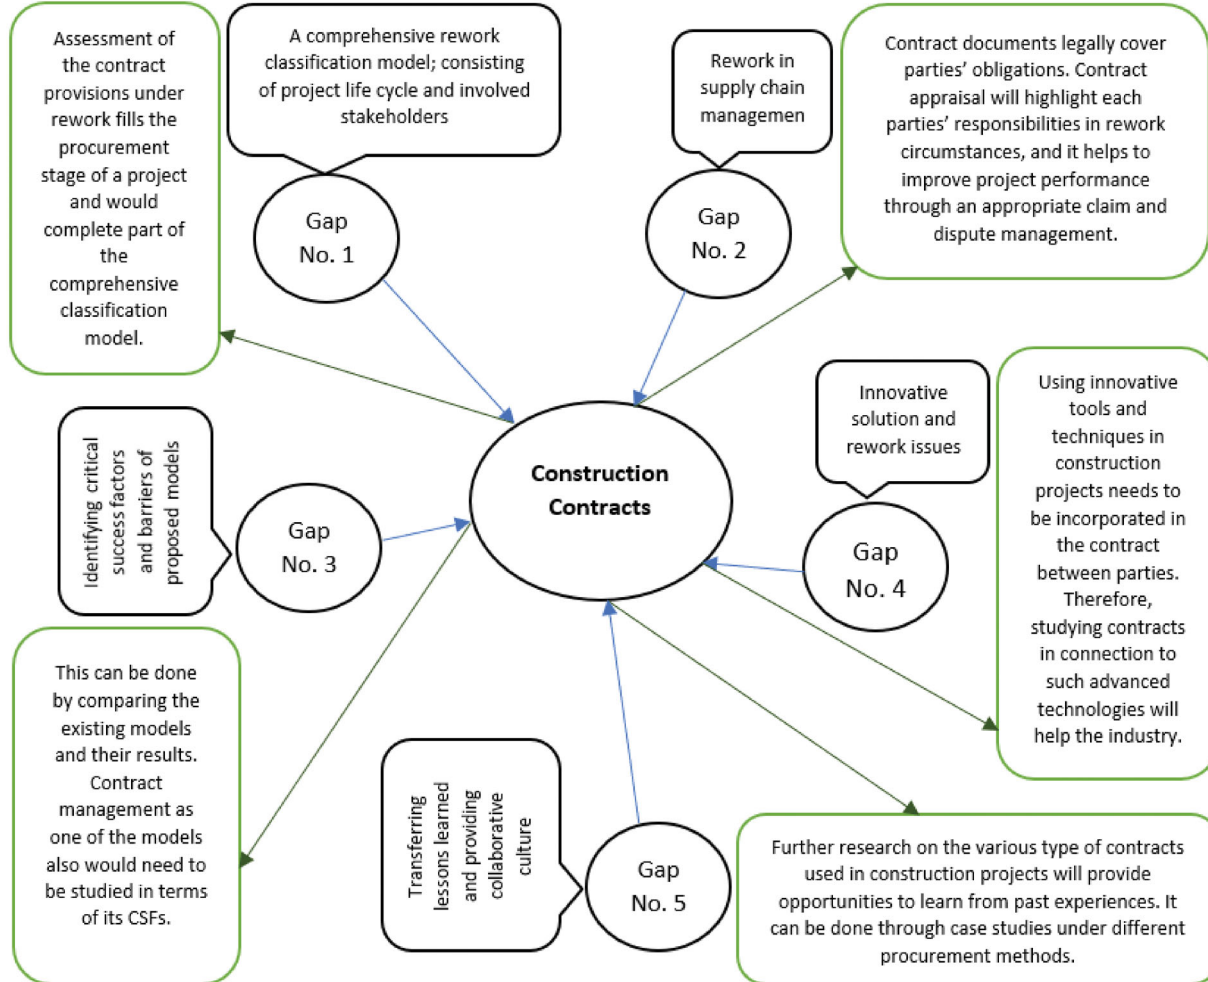 Assessment of
the contract
provisions under
rework fills the
procurement
stage of a project
and would
complete part of
the
comprehensive
classification
model.
A comprehensive rework
classification model; consisting
of project life cycle and involved
stakeholders
Gap
No. 1
Rework in
supply chain
managemen
Gap
No. 2
Contract documents legally cover
parties’ obligations. Contract
appraisal will highlight each
parties’ responsibilities in rework
circumstances, and it helps to
improve project performance
through an appropriate claim and
dispute management.
Construction
Contracts
Identifying critical
success factors
and barriers of
proposed models
Gap
No. 3
Innovative
solution and
rework issues
Gap
No. 4
Using innovative
tools and
techniques in
construction
projects needs to
be incorporated in
the contract
between parties.
Therefore,
studying contracts
in connection to
such advanced
technologies will
help the industry.
This can be done
by comparing the
existing models
and their results.
Contract
management as
one of the models
also would need to
be studied in terms
of its CSFs.
Transferring
lessons learned
and providing
collaborative
culture
Gap
No. 5
Further research on the various type of contracts
used in construction projects will provide
opportunities to learn from past experiences. It
can be done through case studies under different
procurement methods.